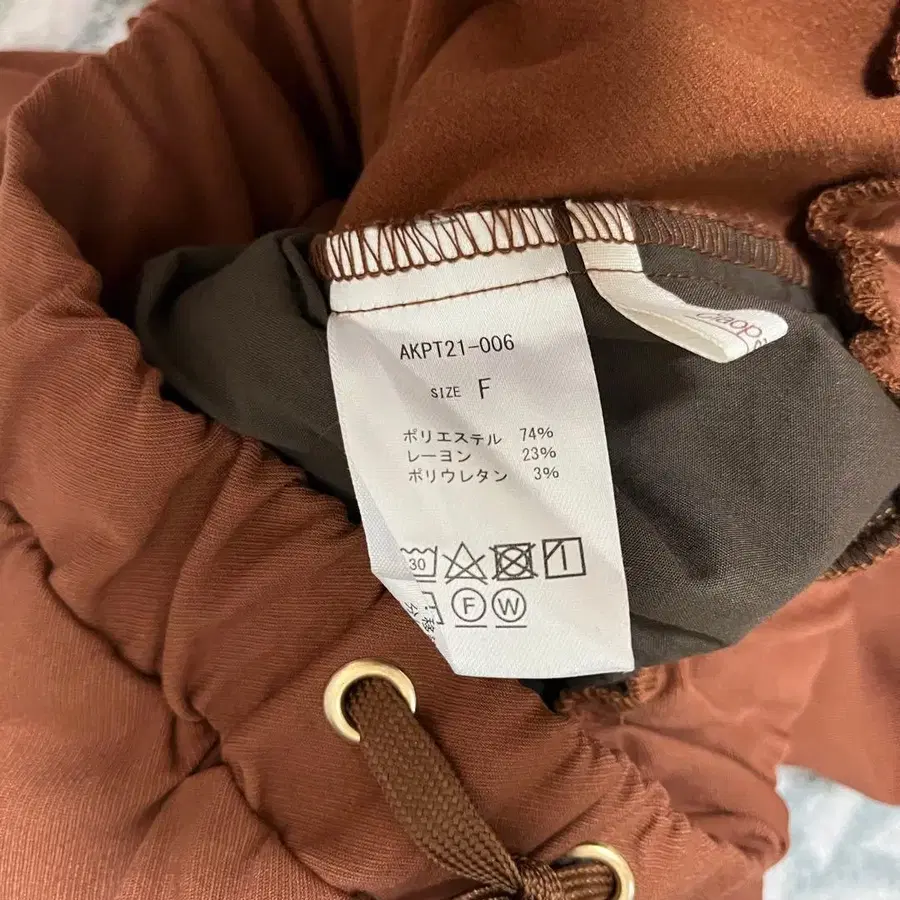 AKPT21-006
SIZE F
ポリエステル 74%
レーヨン 23%
ポリウレタン 3%
30
F W